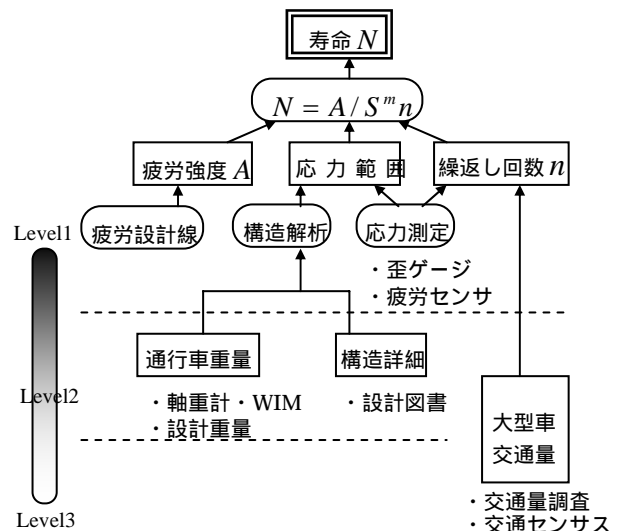 寿命 N
N = A / S^m n
疲労強度 A
応 力 範 囲
繰返し回数 n
疲労設計線
構造解析
応力測定
Level1
・歪ゲージ
・疲労センサ
通行車重量
構造詳細
Level2
・軸重計・WIM
・設計重量
・設計図書
大型車
交通量
Level3
・交通量調査
・交通センサス